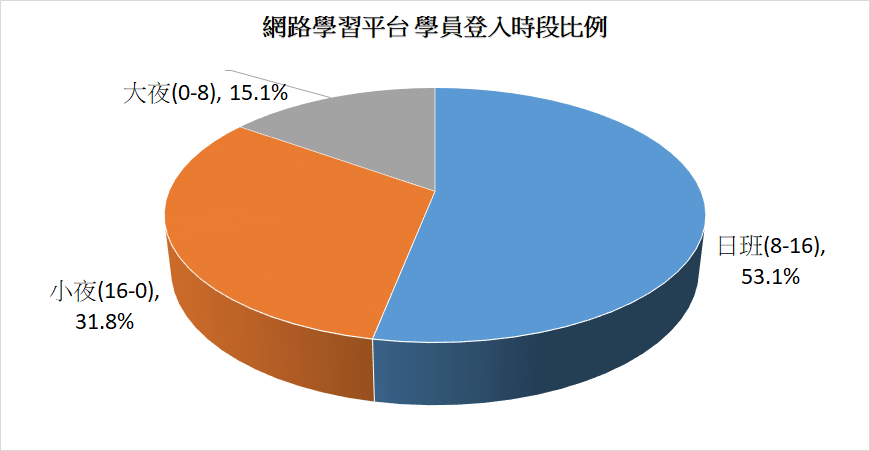 網路學習平台 學員登入時段比例
大夜(0-8), 15.1%
日班(8-16),
53.1%
小夜(16-0),
31.8%